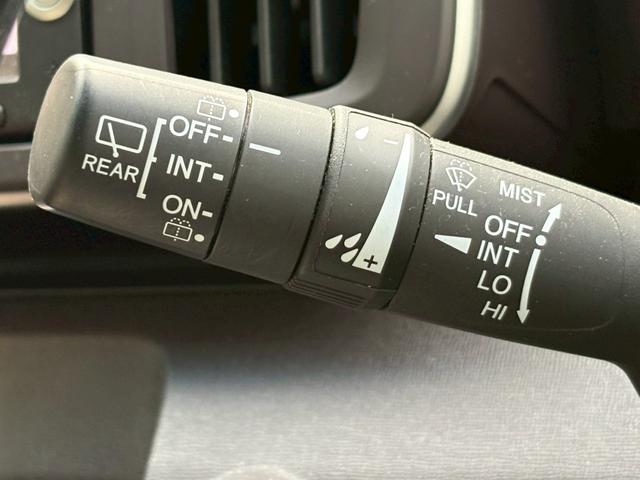 REAR
OFF
INT
ON
-
+
PULL
MIST
OFF
INT
LO
HI